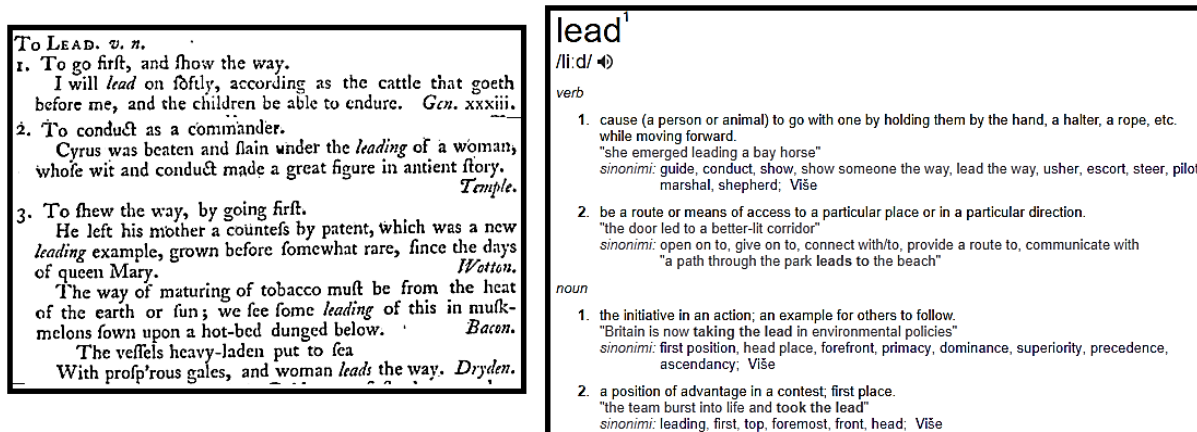 To LEAD. v. n.
1. To go firſt, and ſhow the way.
I will lead on ſoftly, according as the cattle that goeth
before me, and the children be able to endure. Gen. xxxiii.
2. To conduct as a commander.
Cyrus was beaten and ſlain under the leading of a woman,
whoſe wit and conduct made a great figure in antient ſtory.
Temple.
3. To ſhew the way, by going firſt.
He left his mother a counteſs by patent, which was a new
leading example, grown before ſomewhat rare, ſince the days
of queen Mary. Wotton.
The way of maturing of tobacco muſt be from the heat
of the earth or ſun; we ſee ſome leading of this in muſk-
melons ſown upon a hot-bed dunged below. Bacon.
The veſſels heavy-laden put to ſea
With proſp'rous gales, and woman leads the way. Dryden.
lead¹
/liːd/
verb
1. cause (a person or animal) to go with one by holding them by the hand, a halter, a rope, etc.
while moving forward.
"she emerged leading a bay horse"
sinonimi: guide, conduct, show, show someone the way, lead the way, usher, escort, steer, pilot
marshal, shepherd; Više
2. be a route or means of access to a particular place or in a particular direction.
"the door led to a better-lit corridor"
sinonimi: open on to, give on to, connect with/to, provide a route to, communicate with
"a path through the park leads to the beach"
noun
1. the initiative in an action; an example for others to follow.
"Britain is now taking the lead in environmental policies"
sinonimi: first position, head place, forefront, primacy, dominance, superiority, precedence,
ascendancy; Više
2. a position of advantage in a contest; first place.
"the team burst into life and took the lead"
sinonimi: leading, first, top, foremost, front, head; Više